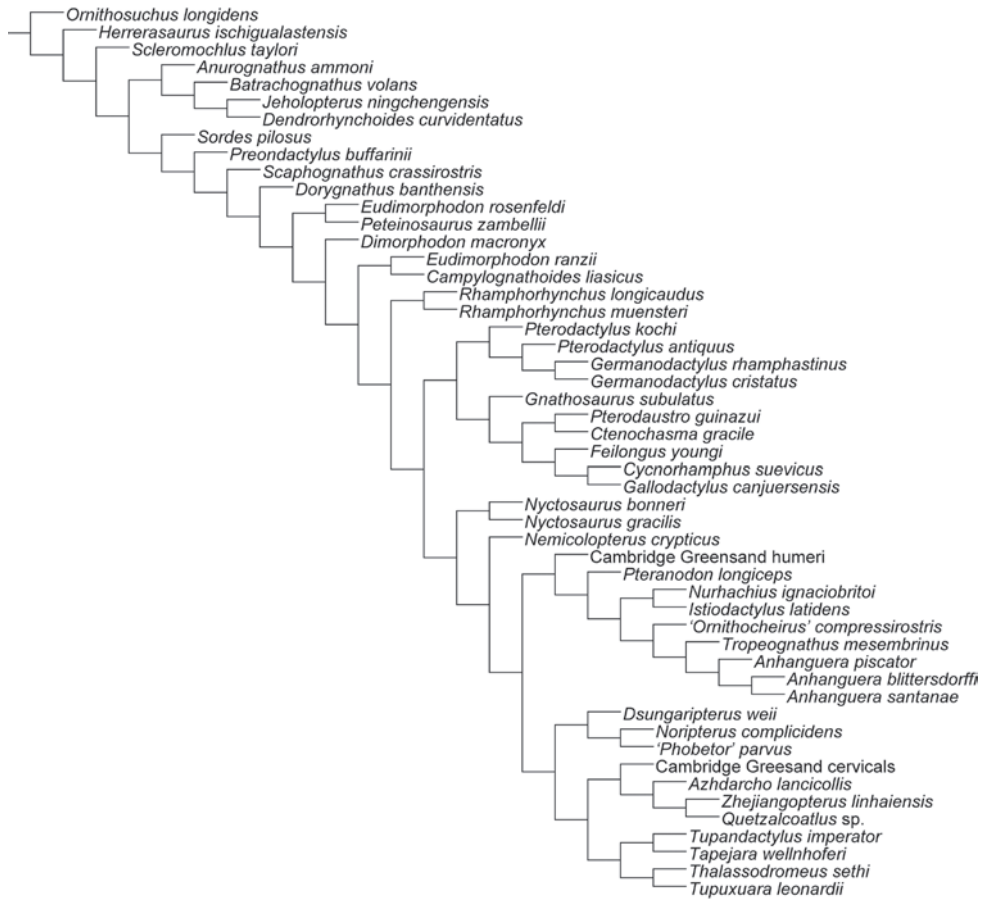 Ornithosuchus longidens
Herrerasaurus ischigualastensis
Scleromochlus taylori
Anurognathus ammoni
Batrachognathus volans
Jeholopterus ningchengensis
Dendrorhynchoides curvidentatus
Sordes pilosus
Preondactylus buffarinii
Scaphognathus crassirostris
Dorygnathus banthensis
Eudimorphodon rosenfeldi
Peteinosaurus zambellii
Dimorphodon macronyx
Eudimorphodon ranzii
Campylognathoides liasicus
Rhamphorhynchus longicaudus
Rhamphorhynchus muensteri
Pterodactylus kochi
Pterodactylus antiquus
Germanodactylus rhamphastinus
Germanodactylus cristatus
Gnathosaurus subulatus
Pterodaustro guinazui
Ctenochasma gracile
Feilongus youngi
Cycnorhamphus suevicus
Gallodactylus canjuersensis
Nyctosaurus bonneri
Nyctosaurus gracilis
Nemicolopterus crypticus
Cambridge Greensand humeri
Pteranodon longiceps
Nurhachius ignaciobritoi
Istiodactylus latidens
‘Ornithocheirus’ compressirostris
Tropeognathus mesembrinus
Anhanguera piscator
Anhanguera blittersdorffi
Anhanguera santanae
Dsungaripterus weii
Noripterus complicidens
‘Phobetor’ parvus
Cambridge Greesand cervicals
Azhdarcho lancicollis
Zhejiangopterus linhaiensis
Quetzalcoatlus sp.
Tupandactylus imperator
Tapejara wellnhoferi
Thalassodromeus sethi
Tupuxuara leonardii